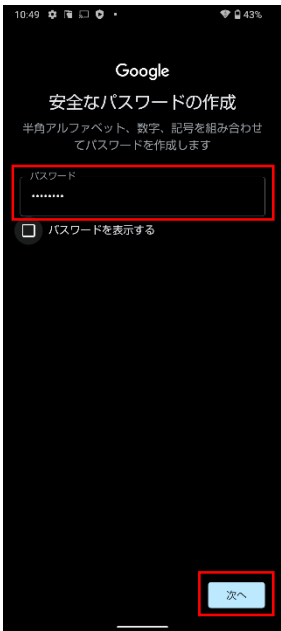 10:49 43%
Google
安全なパスワードの作成
半角アルファベット、数字、記号を組み合わせ
てパスワードを作成します
パスワード
••••••••
パスワードを表示する
次へ